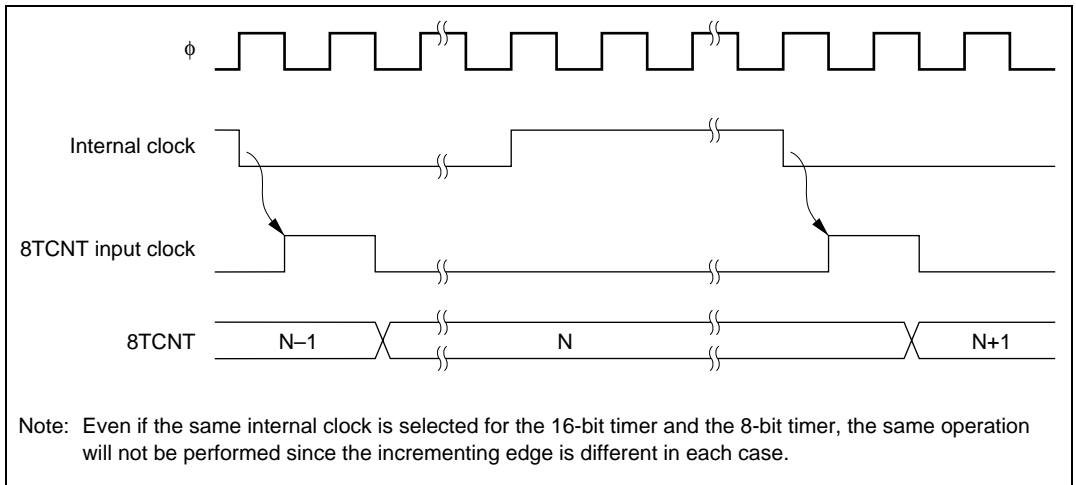 φ
Internal clock
8TCNT input clock
8TCNT N–1 N N+1
Note: Even if the same internal clock is selected for the 16-bit timer and the 8-bit timer, the same operation
will not be performed since the incrementing edge is different in each case.